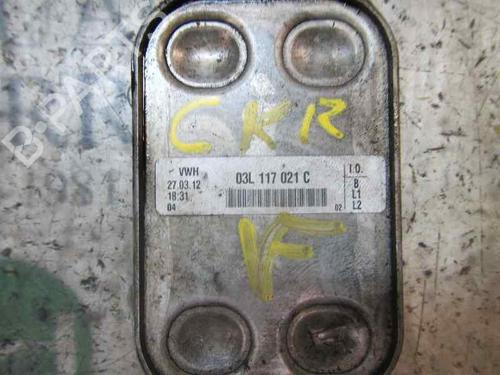 B-PARTS
CKR
VWH
27.03.12
18:31
04
03L 117 021 C
02
I.O.
B
L1
L2
VF